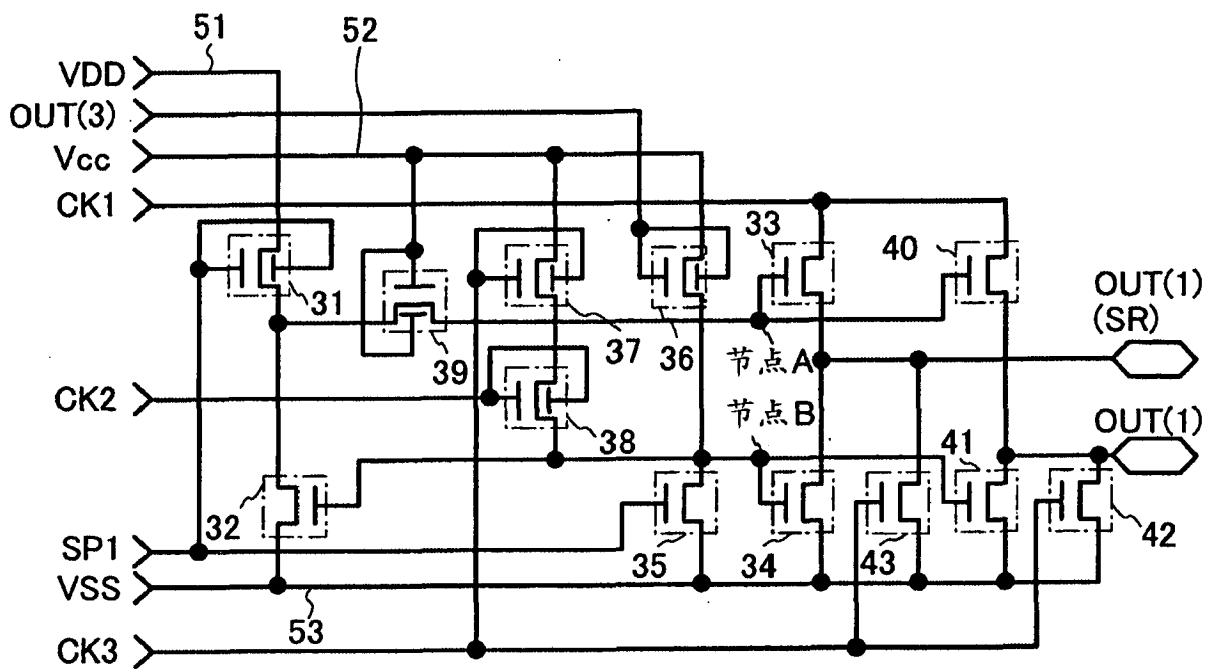 51
52
VDD
OUT(3)
Vcc
CK1
33
40
31
OUT(1)
(SR)
39
37
36
节点A
CK2
节点B
OUT(1)
38
41
32
42
SP1
35
34
43
VSS
53
CK3